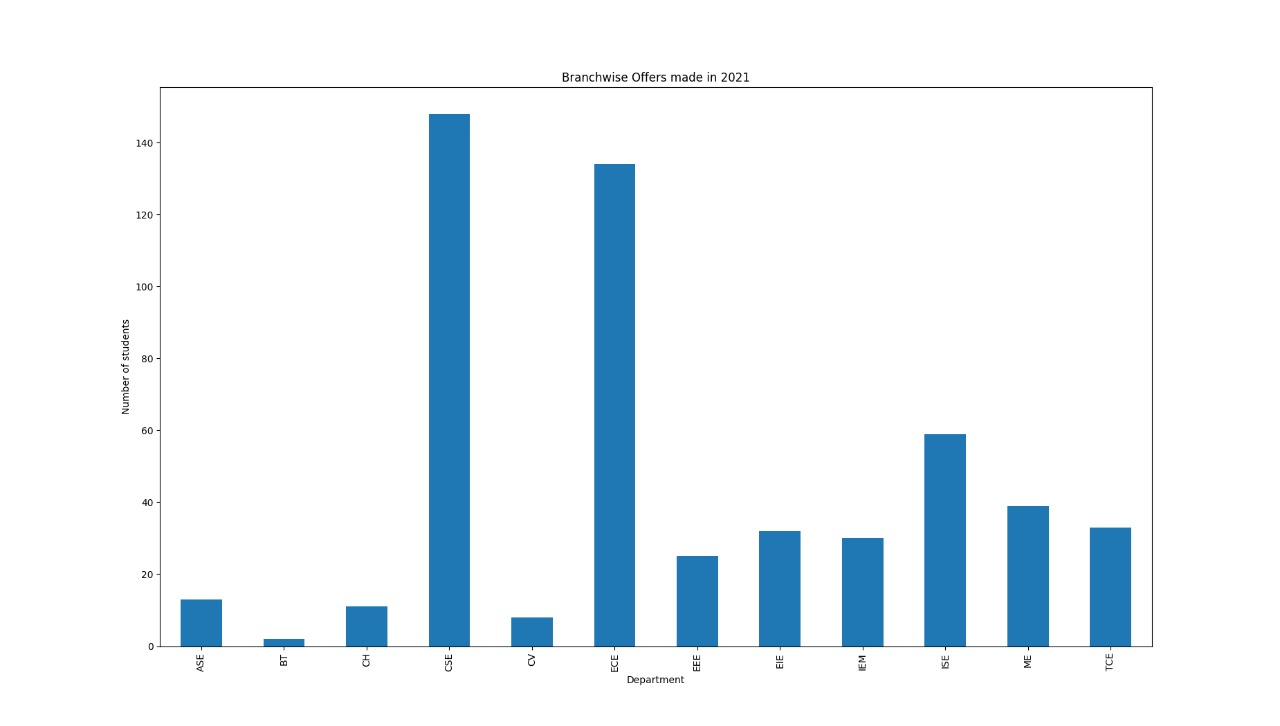 Branchwise Offers made in 2021
Number of students
140
120
100
80
60
40
20
0
ASE BT CH CSE CV ECE EEE EIE IEM ISE ME TCE
Department